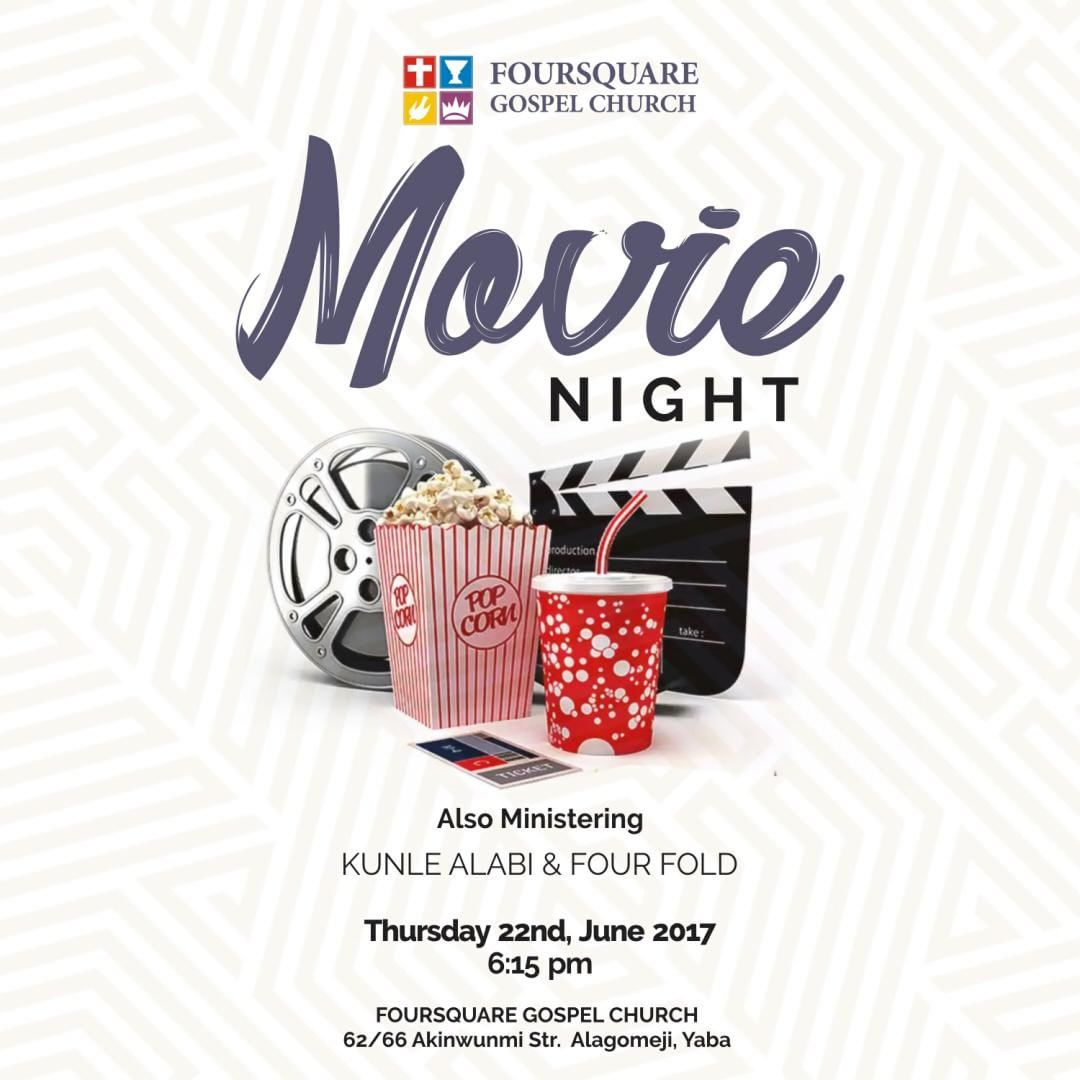 FOURSQUARE
GOSPEL CHURCH
Movie
NIGHT
POP
CORN
POP
CORN
production
director
take :
TICKET
Also Ministering
KUNLE ALABI & FOUR FOLD
Thursday 22nd, June 2017
6:15 pm
FOURSQUARE GOSPEL CHURCH
62/66 Akinwunmi Str. Alagomeji, Yaba